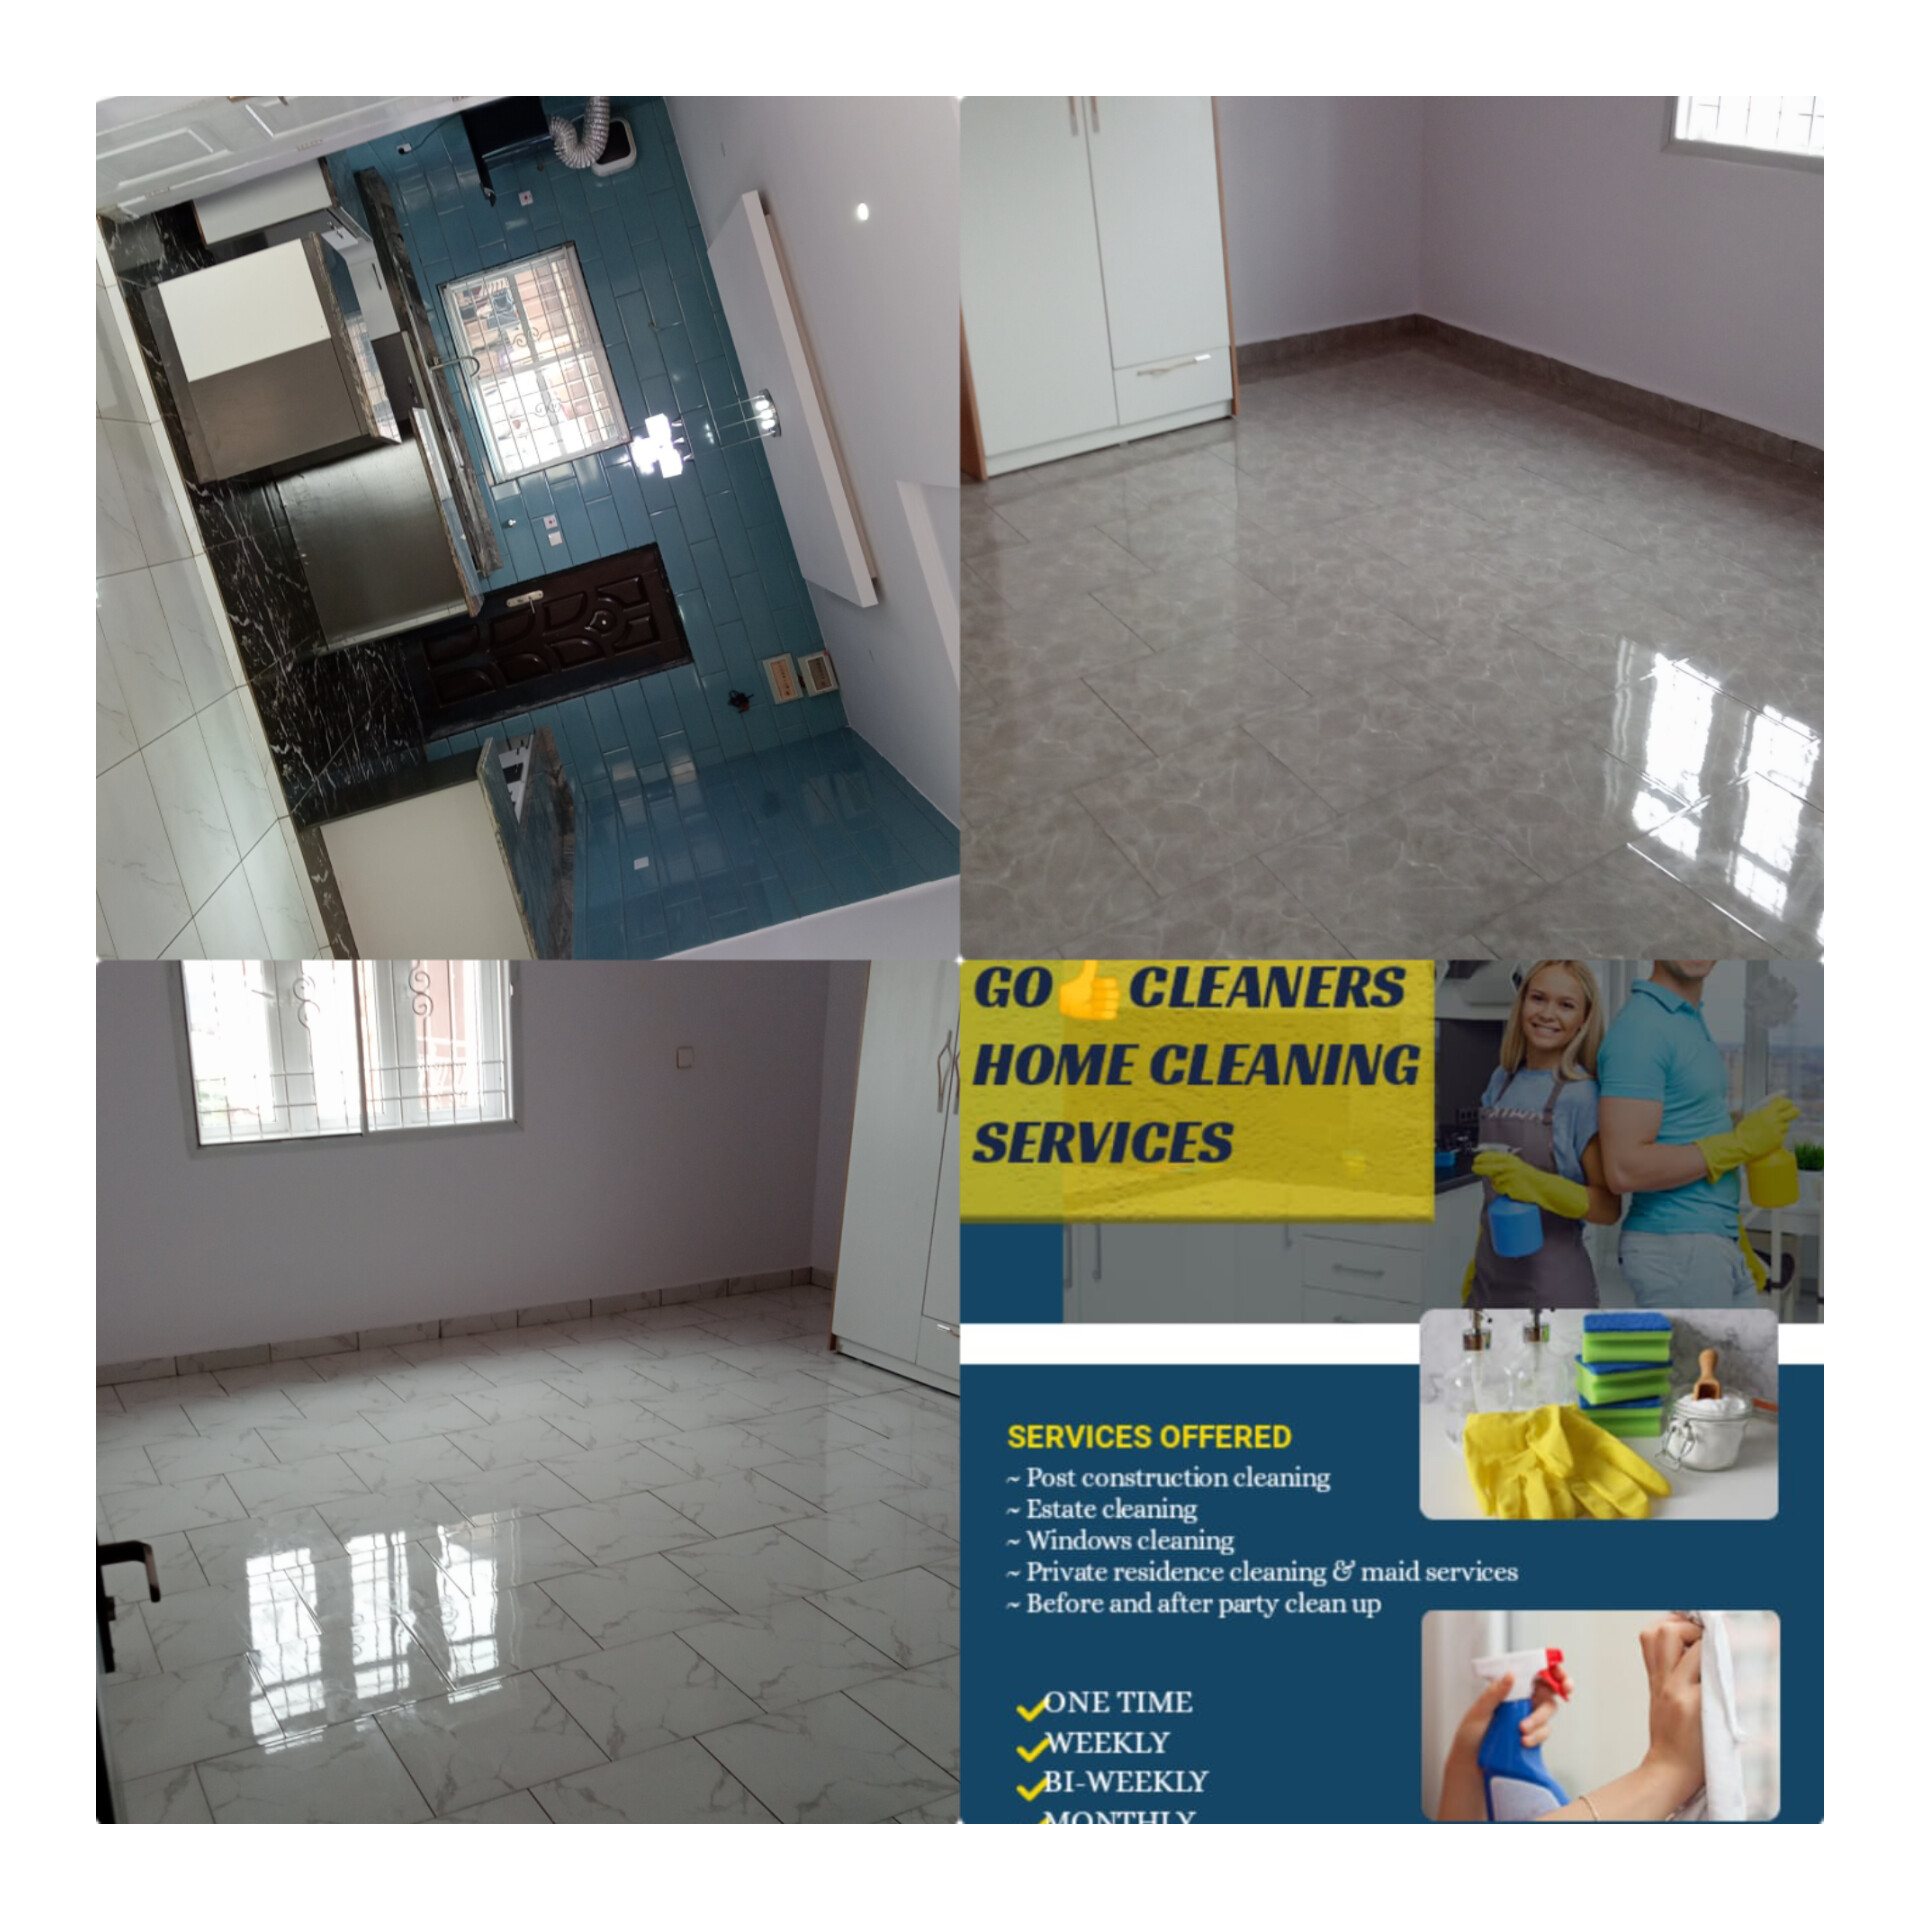 GO👍CLEANERS
HOME CLEANING
SERVICES
SERVICES OFFERED
~ Post construction cleaning
~ Estate cleaning
~ Windows cleaning
~ Private residence cleaning & maid services
~ Before and after party clean up
ONE TIME
WEEKLY
BI-WEEKLY
MONTHLY